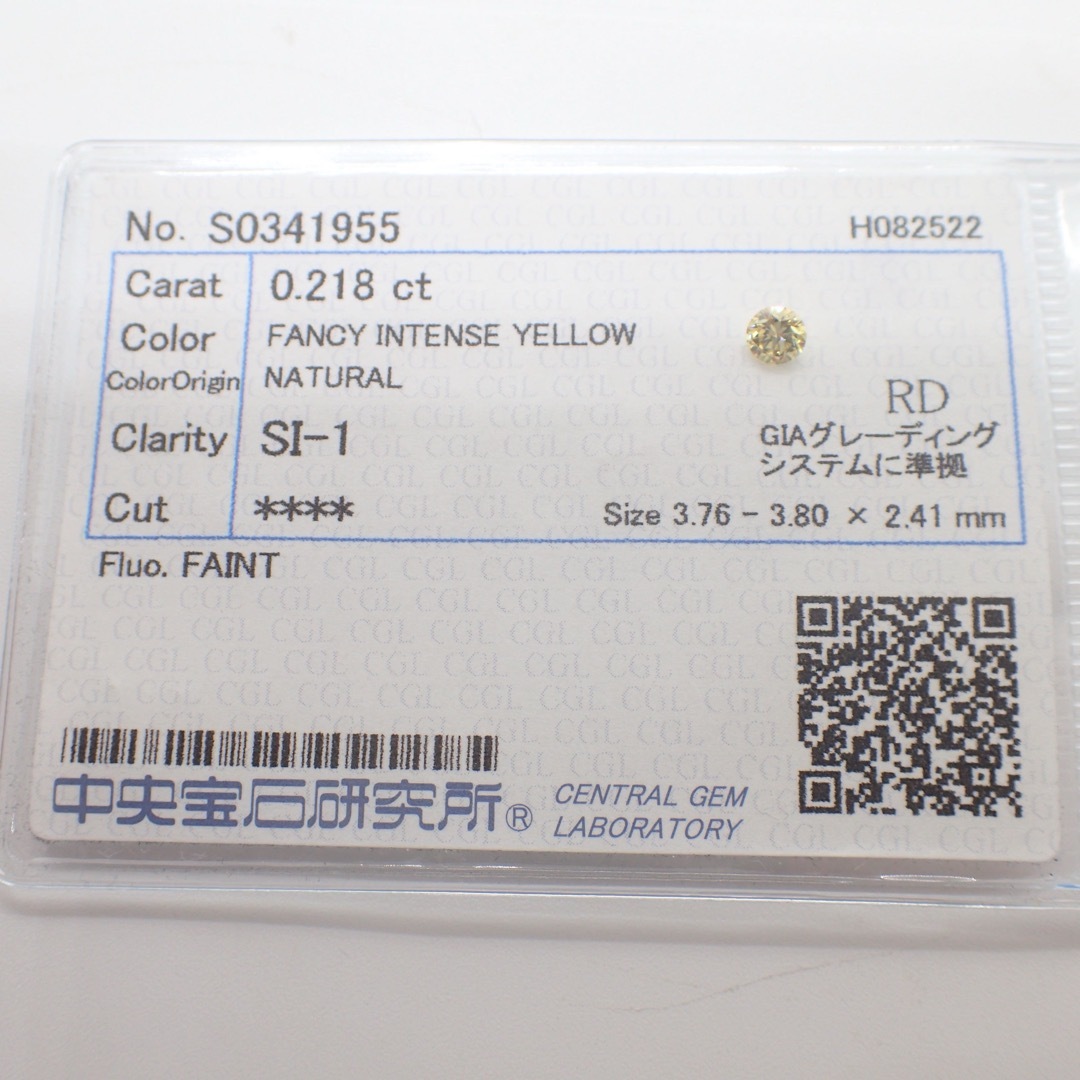 No. S0341955 H082522
Carat 0.218 ct
Color FANCY INTENSE YELLOW
ColorOrigin NATURAL
RD
Clarity SI-1
GIAグレーディング
システムに準拠
Cut **** Size 3.76 - 3.80 × 2.41 mm
Fluo. FAINT
中央宝石研究所® CENTRAL GEM
LABORATORY